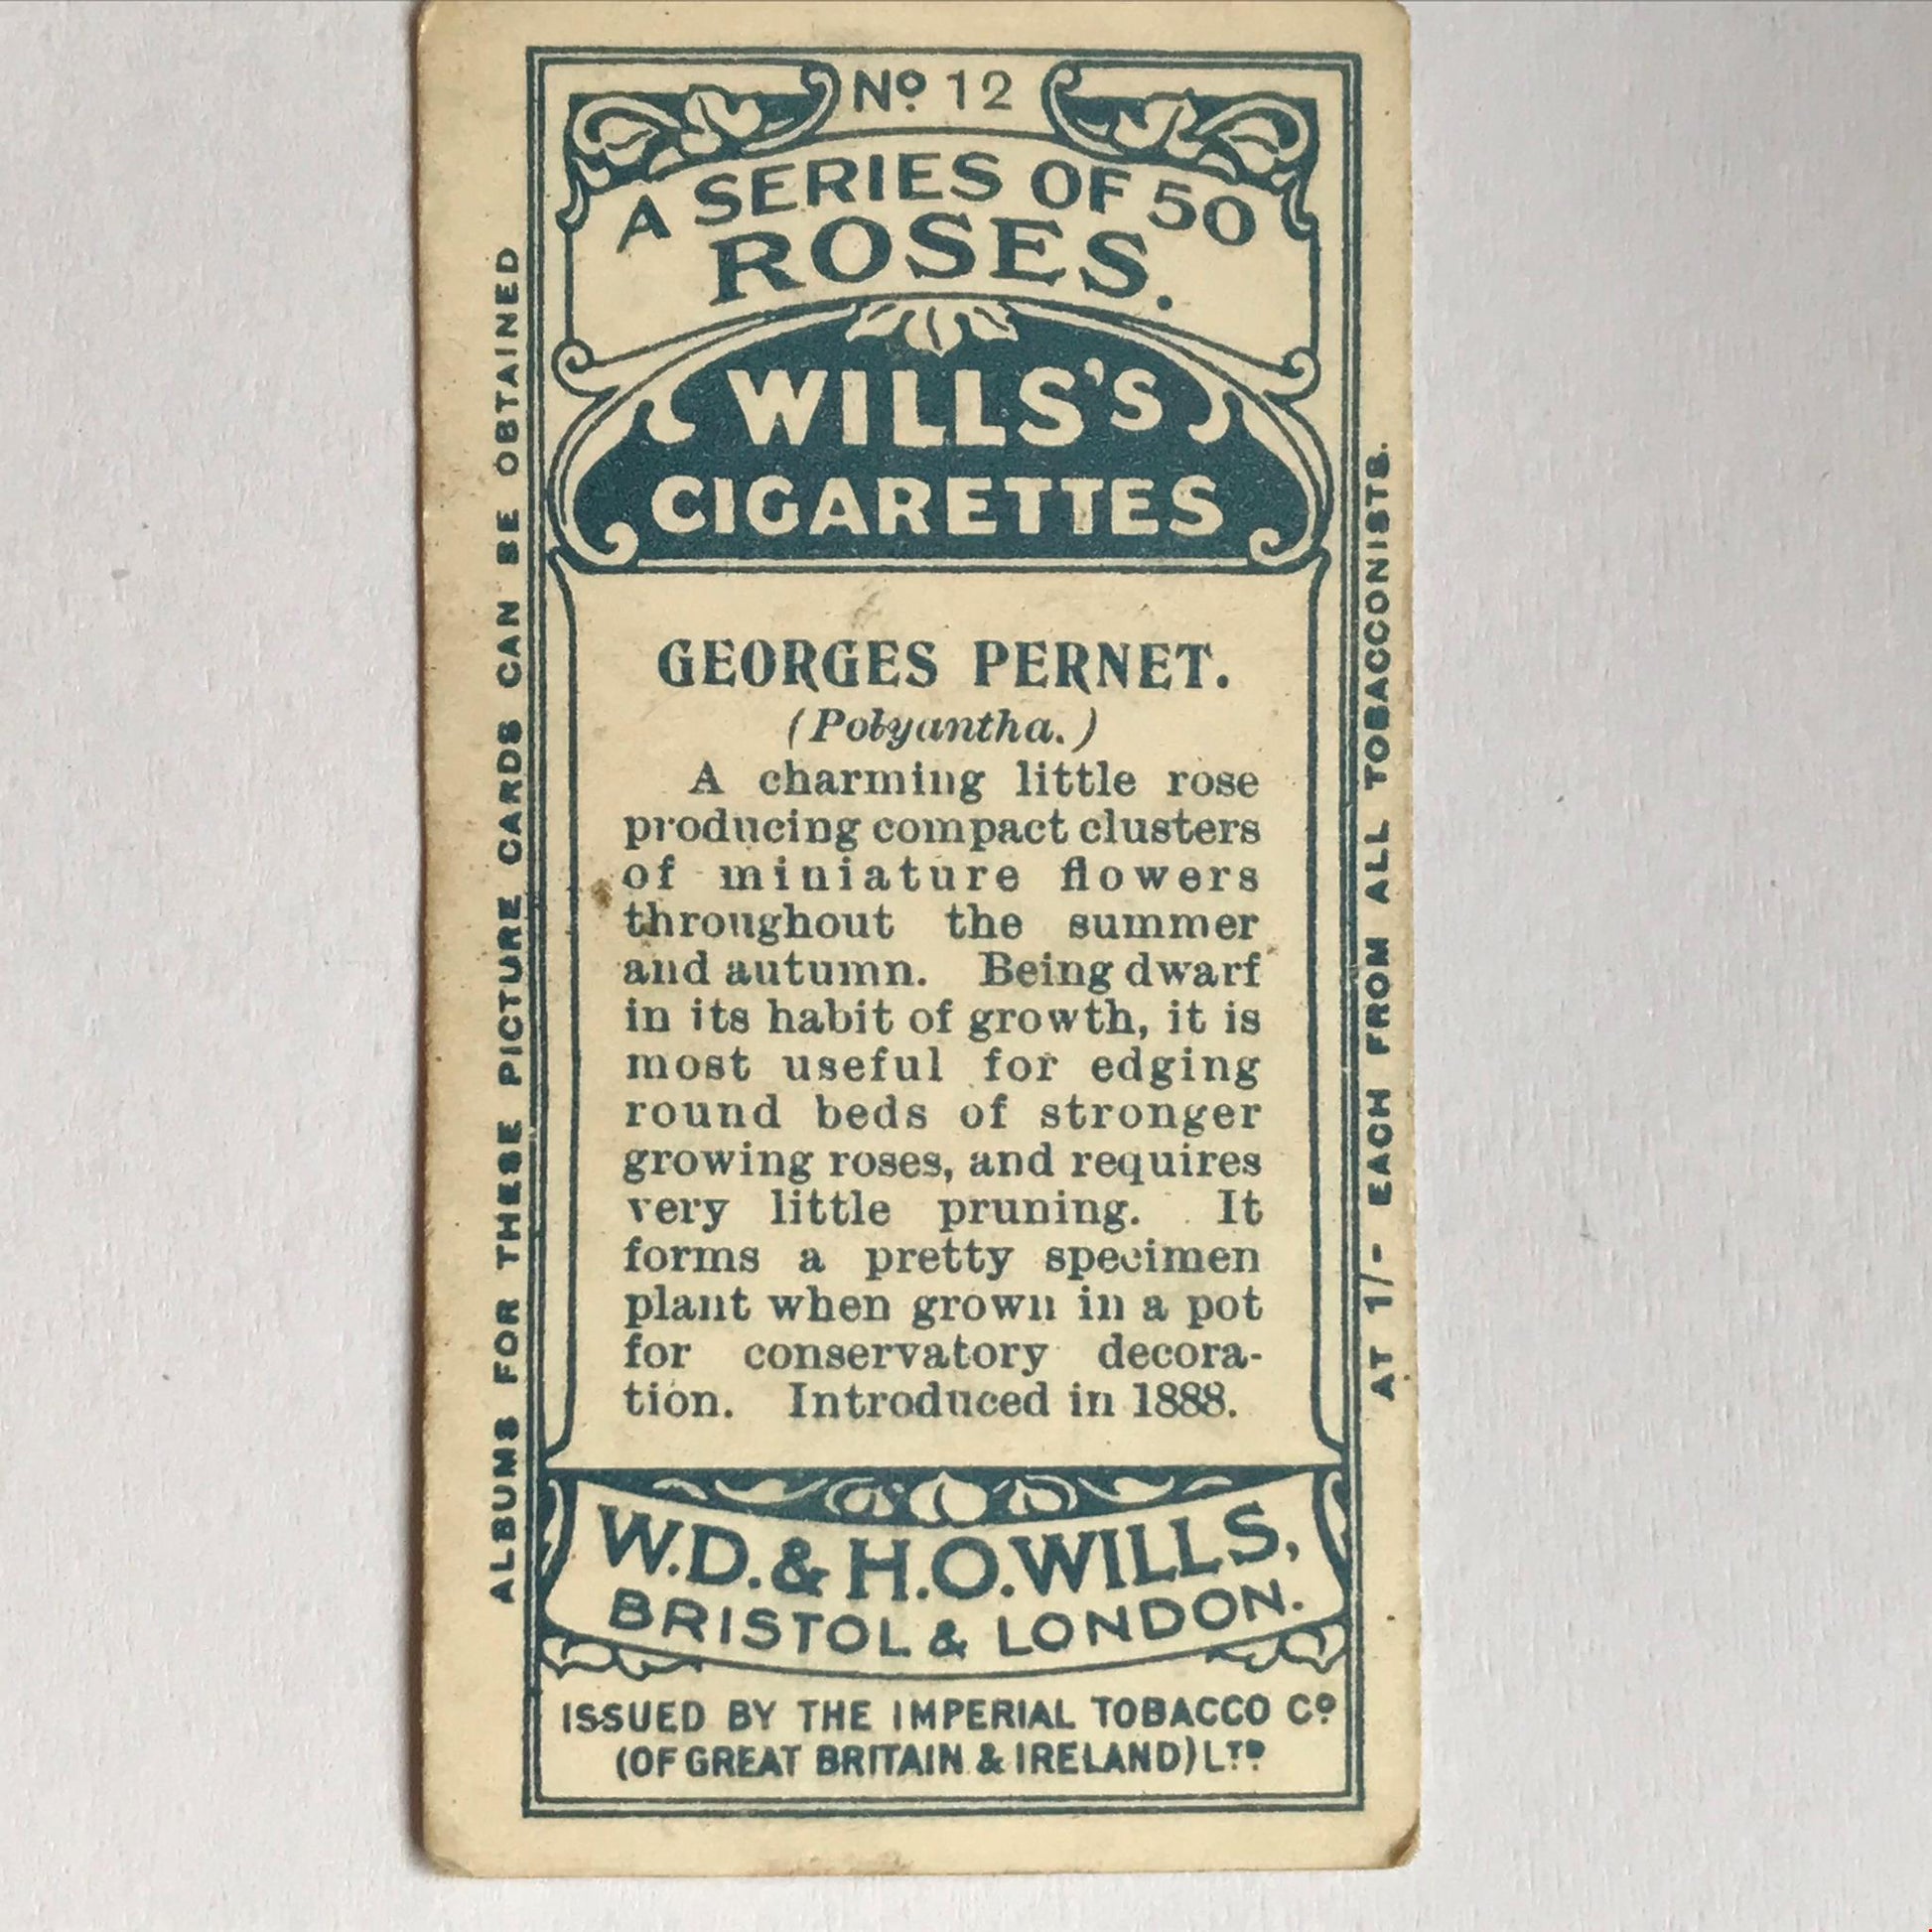 Nº 12
A SERIES OF 50
ROSES.
WILLS'S
CIGARETTES
GEORGES PERNET.
(Polyantha.)
A charming little rose
producing compact clusters
of miniature flowers
throughout the summer
and autumn. Being dwarf
in its habit of growth, it is
most useful for edging
round beds of stronger
growing roses, and requires
very little pruning. It
forms a pretty specimen
plant when grown in a pot
for conservatory decora-
tion. Introduced in 1888.
W.D. & H.O. WILLS,
BRISTOL & LONDON.
ISSUED BY THE IMPERIAL TOBACCO Cº
(OF GREAT BRITAIN & IRELAND) LTD
ALBUMS FOR THESE PICTURE CARDS CAN BE OBTAINED
AT 1/- EACH FROM ALL TOBACCONISTS.